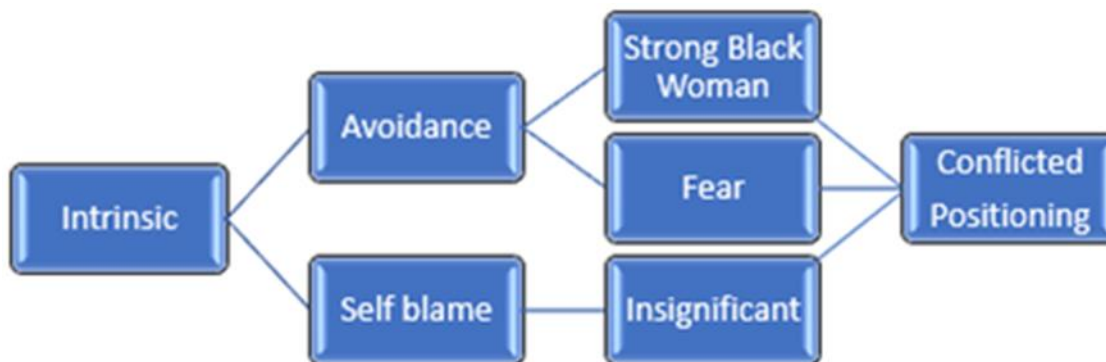 Intrinsic
Avoidance
Self blame
Strong Black
Woman
Fear
Insignificant
Conflicted
Positioning